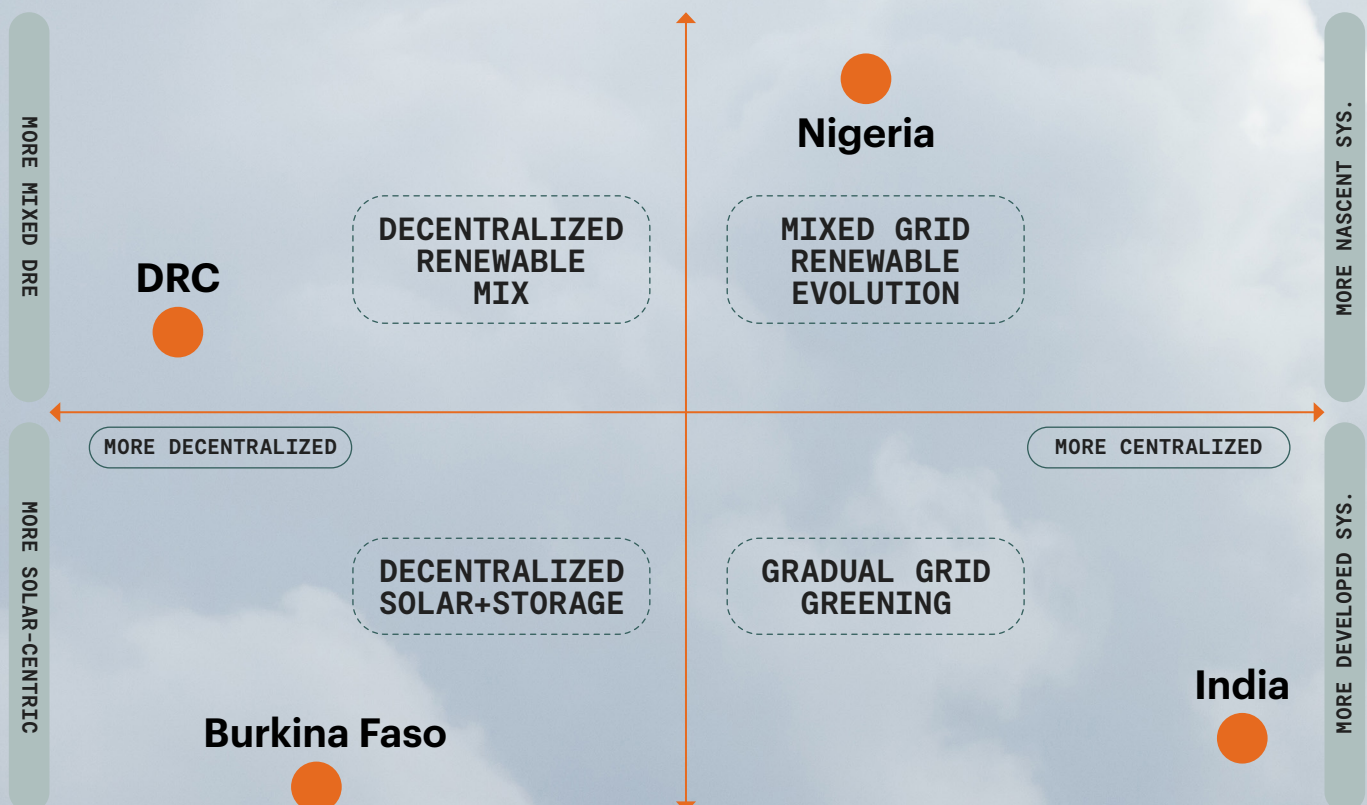 Nigeria
MORE MIXED DRE
MORE NASCENT SYS.
DECENTRALIZED
RENEWABLE
MIX
MIXED GRID
RENEWABLE
EVOLUTION
DRC
MORE DECENTRALIZED
MORE CENTRALIZED
MORE SOLAR-CENTRIC
MORE DEVELOPED SYS.
DECENTRALIZED
SOLAR+STORAGE
GRADUAL GRID
GREENING
India
Burkina Faso